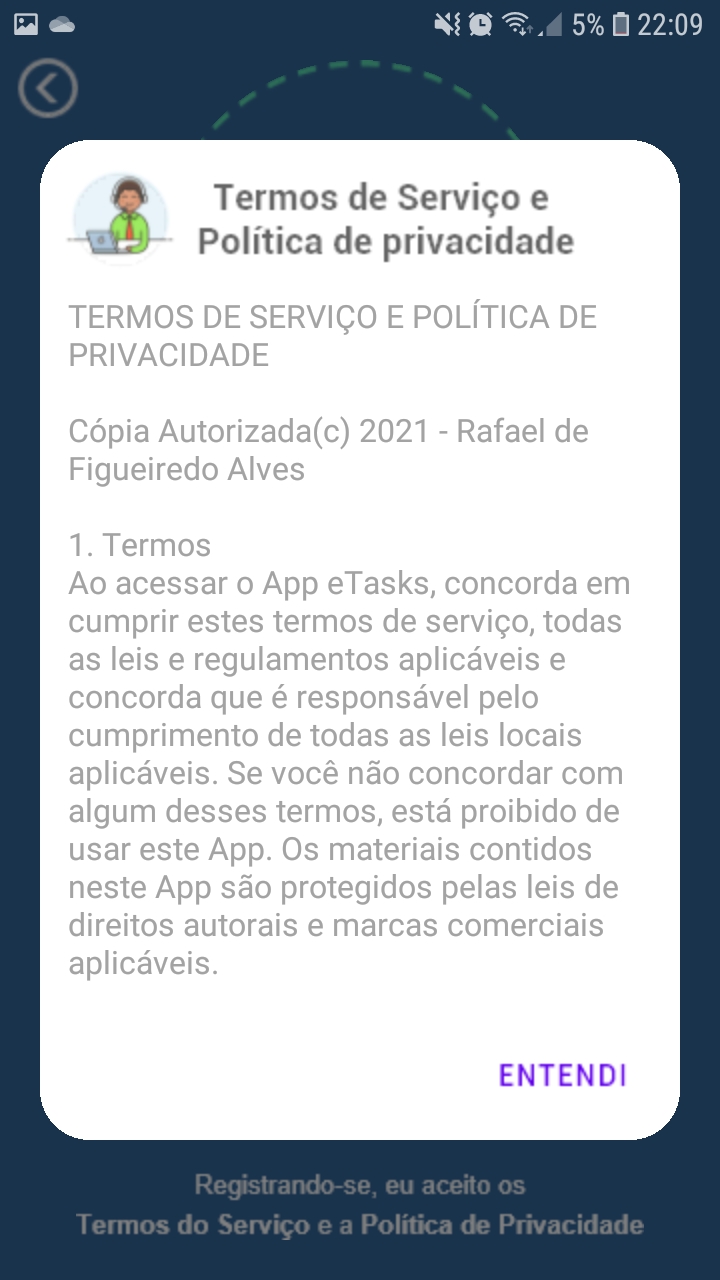 5% 22:09
Termos de Serviço e
Política de privacidade
TERMOS DE SERVIÇO E POLÍTICA DE
PRIVACIDADE
Cópia Autorizada(c) 2021 - Rafael de
Figueiredo Alves
1. Termos
Ao acessar o App eTasks, concorda em
cumprir estes termos de serviço, todas
as leis e regulamentos aplicáveis e
concorda que é responsável pelo
cumprimento de todas as leis locais
aplicáveis. Se você não concordar com
algum desses termos, está proibido de
usar este App. Os materiais contidos
neste App são protegidos pelas leis de
direitos autorais e marcas comerciais
aplicáveis.
ENTENDI
Registrando-se, eu aceito os
Termos do Serviço e a Política de Privacidade